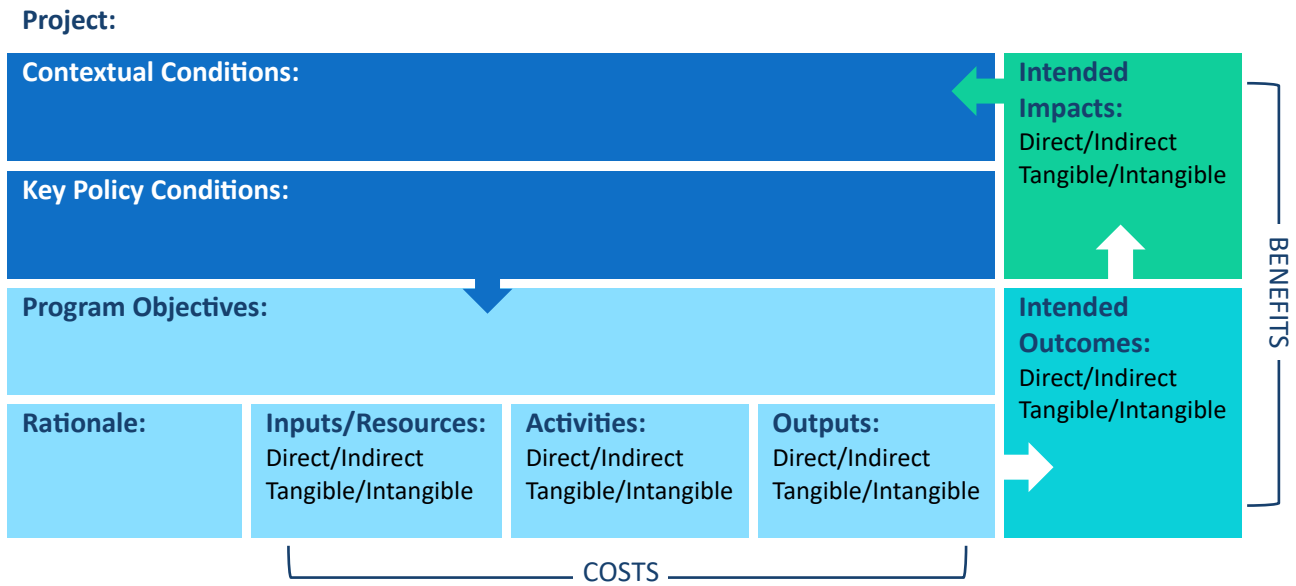 Project:
Contextual Conditions:
Intended
Impacts:
Direct/Indirect
Tangible/Intangible
Key Policy Conditions:
Program Objectives:
Intended
Outcomes:
Direct/Indirect
Tangible/Intangible
Rationale:
Inputs/Resources:
Direct/Indirect
Tangible/Intangible
Activities:
Direct/Indirect
Tangible/Intangible
Outputs:
Direct/Indirect
Tangible/Intangible
BENEFITS
COSTS